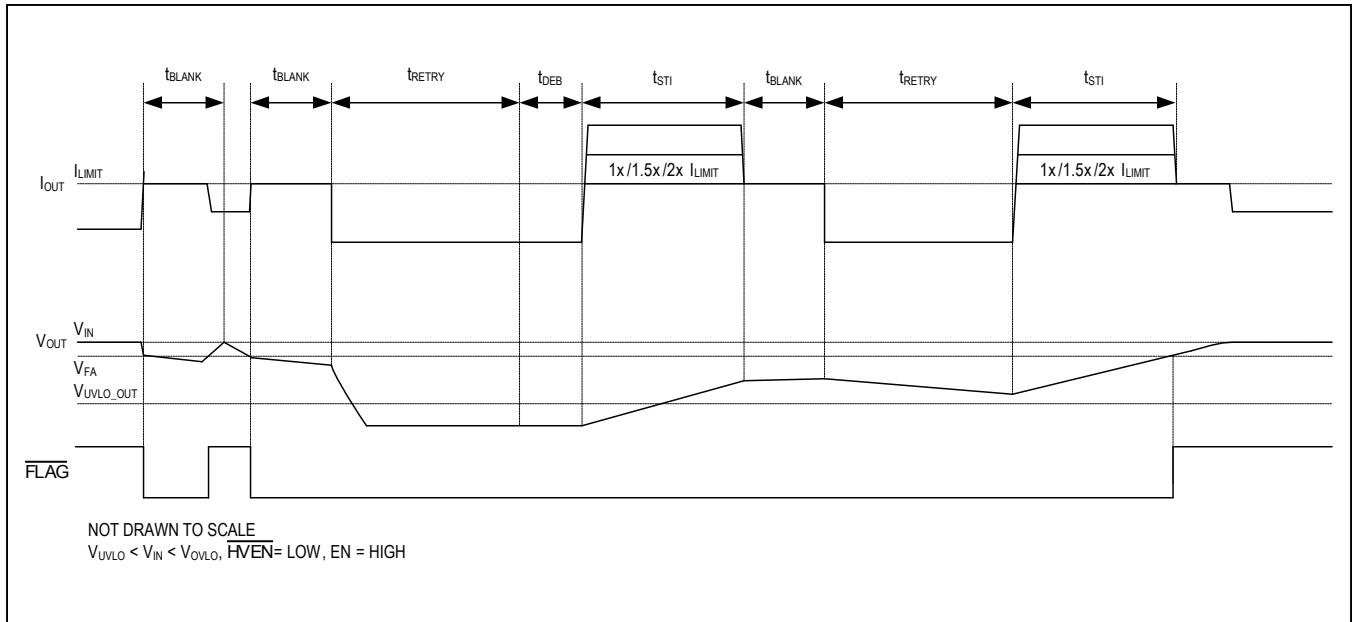 tBLANK tBLANK tRETRY tDEB tSTI tBLANK tRETRY tSTI
ILIMIT
IOUT
1x/1.5x/2x ILIMIT 1x/1.5x/2x ILIMIT
VIN
VOUT
VFA
VUVLO_OUT
FLAG
NOT DRAWN TO SCALE
VUVLO < VIN < VOVLO, HVEN= LOW, EN = HIGH